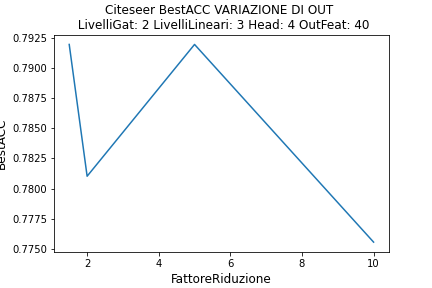 Citeseer BestACC VARIAZIONE DI OUT
LivelliGat: 2 LivelliLineari: 3 Head: 4 OutFeat: 40
0.7925
0.7900
0.7875
0.7850
0.7825
0.7800
0.7775
0.7750
BestACC
2 4 6 8 10
FattoreRiduzione